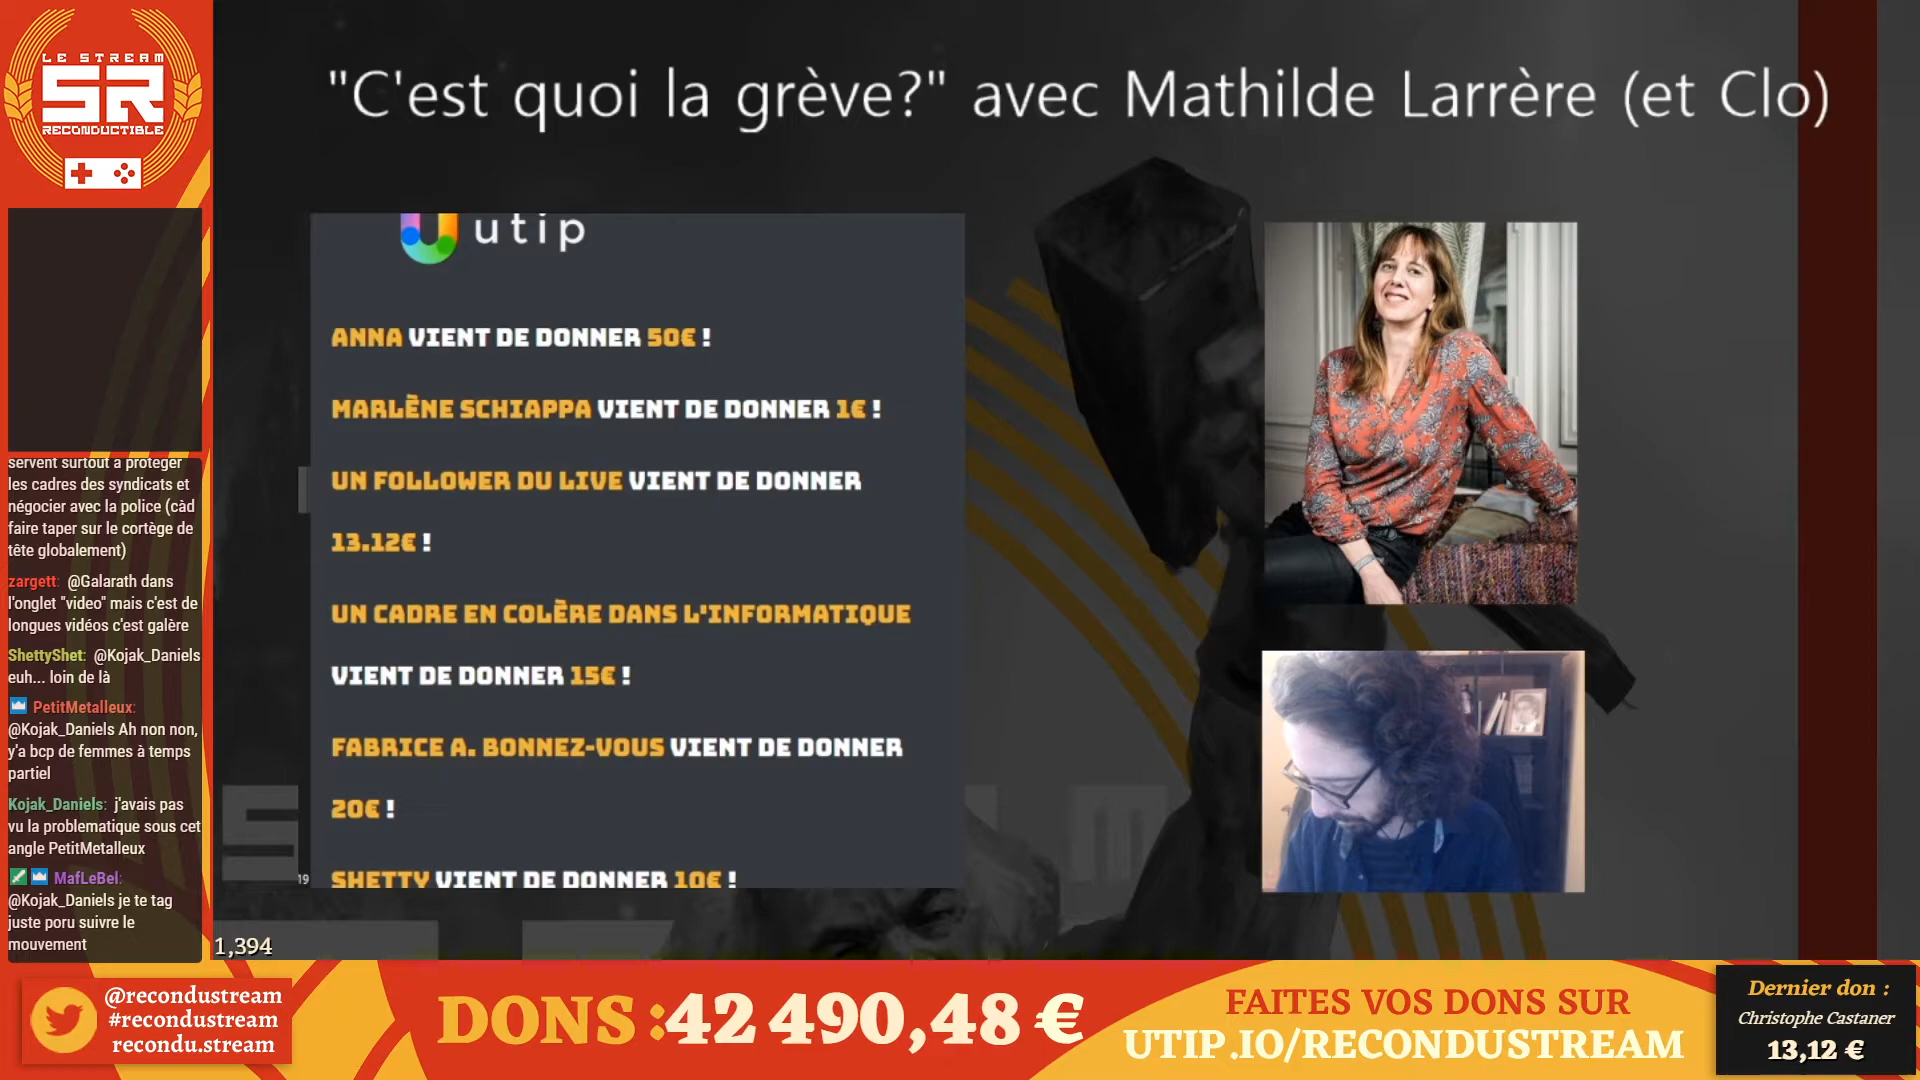 LE STREAM
SR
RECONDUCTIBLE
"C'est quoi la grève?" avec Mathilde Larrère (et Clo)
utip
ANNA VIENT DE DONNER 50€ !
MARLÈNE SCHIAPPA VIENT DE DONNER 1€ !
UN FOLLOWER DU LIVE VIENT DE DONNER
13.12€ !
UN CADRE EN COLÈRE DANS L'INFORMATIQUE
VIENT DE DONNER 15€ !
FABRICE A. BONNEZ-VOUS VIENT DE DONNER
20€ !
SHETTY VIENT DE DONNER 10€ !
servent surtout à protéger
les cadres des syndicats et
négocier avec la police (càd
faire taper sur le cortège de
tête globalement)
zargett: @Galarath dans
l'onglet "video" mais c'est de
longues vidéos c'est galère
ShettyShet: @Kojak_Daniels
euh... loin de là
PetitMetalleux:
@Kojak_Daniels Ah non non,
y'a bcp de femmes à temps
partiel
Kojak_Daniels: j'avais pas
vu la problematique sous cet
angle PetitMetalleux
MafLeBel:
@Kojak_Daniels je te tag
juste poru suivre le
mouvement
19
1,394
@recondustream
#recondustream
recondu.stream
DONS :42 490,48 €
FAITES VOS DONS SUR
UTIP.IO/RECONDUSTREAM
Dernier don :
Christophe Castaner
13,12 €